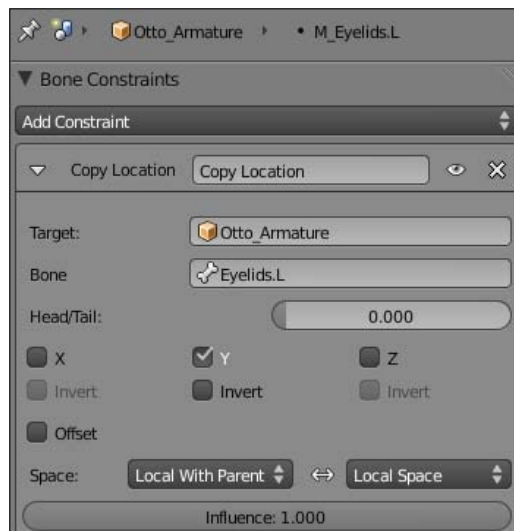 Otto_Armature M_Eyelids.L
Bone Constraints
Add Constraint
Copy Location Copy Location
Target: Otto_Armature
Bone Eyelids.L
Head/Tail: 0.000
X Y Z
Invert Invert Invert
Offset
Space: Local With Parent Local Space
Influence: 1.000